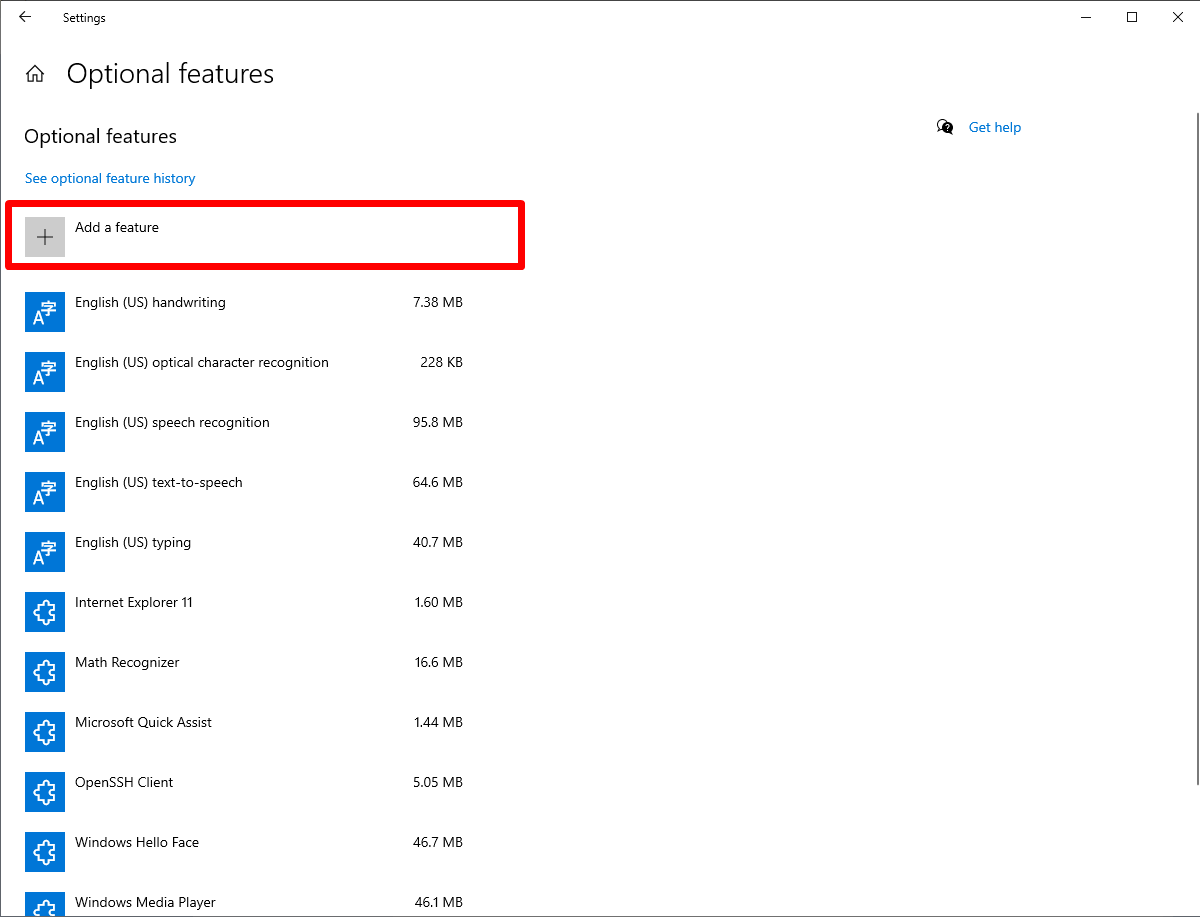 Settings
Optional features
Optional features
Get help
See optional feature history
Add a feature
English (US) handwriting 7.38 MB
English (US) optical character recognition 228 KB
English (US) speech recognition 95.8 MB
English (US) text-to-speech 64.6 MB
English (US) typing 40.7 MB
Internet Explorer 11 1.60 MB
Math Recognizer 16.6 MB
Microsoft Quick Assist 1.44 MB
OpenSSH Client 5.05 MB
Windows Hello Face 46.7 MB
Windows Media Player 46.1 MB